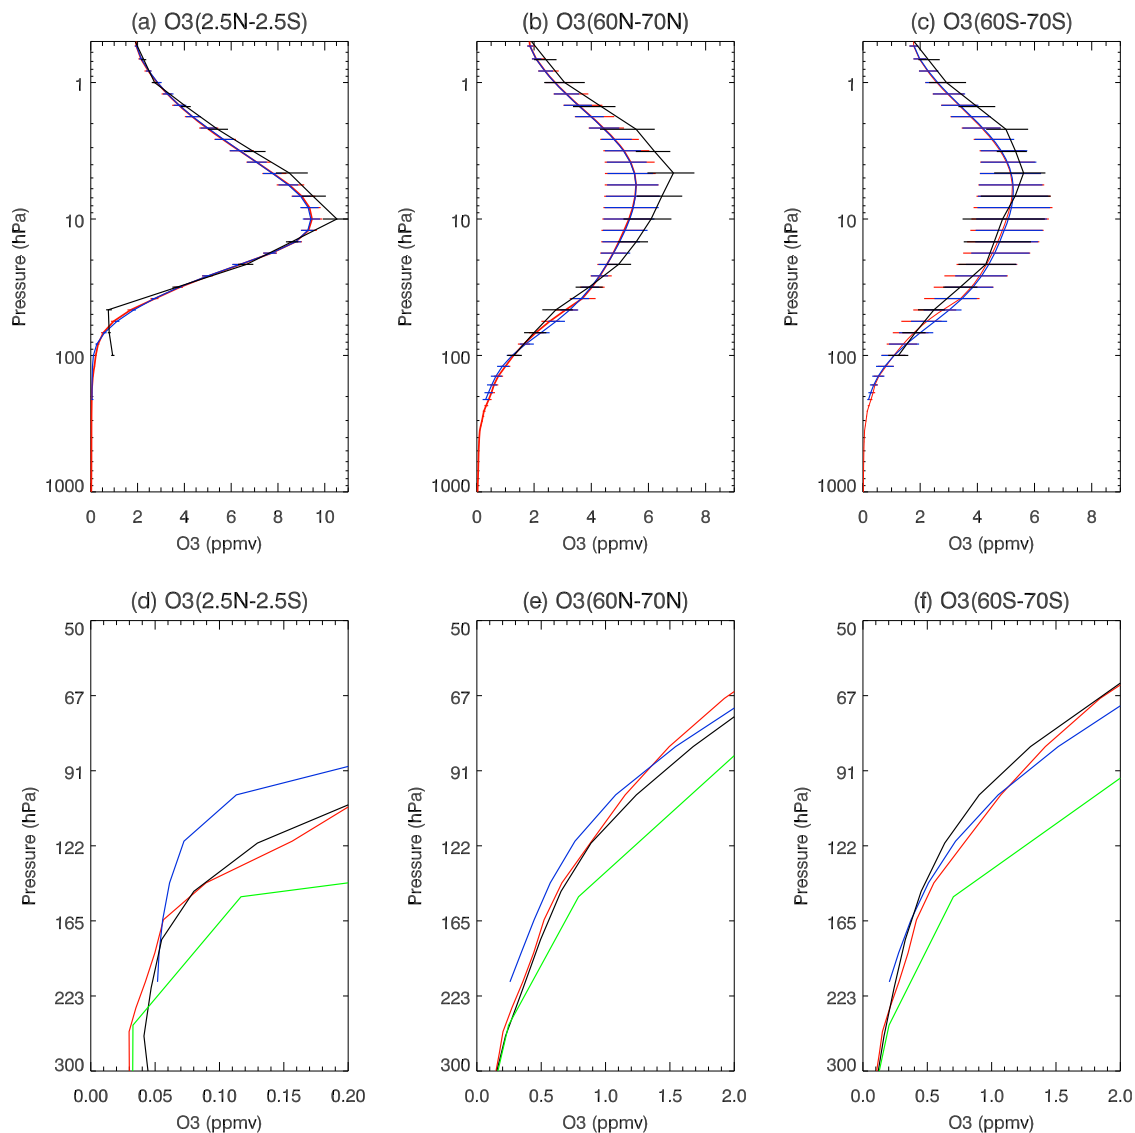 (a) O3(2.5N-2.5S)
(b) O3(60N-70N)
(c) O3(60S-70S)
Pressure (hPa)
1
10
100
1000
0 2 4 6 8 10
O3 (ppmv)
Pressure (hPa)
1
10
100
1000
0 2 4 6 8
O3 (ppmv)
Pressure (hPa)
1
10
100
1000
0 2 4 6 8
O3 (ppmv)
(d) O3(2.5N-2.5S)
(e) O3(60N-70N)
(f) O3(60S-70S)
Pressure (hPa)
50
67
91
122
165
223
300
0.00 0.05 0.10 0.15 0.20
O3 (ppmv)
Pressure (hPa)
50
67
91
122
165
223
300
0.0 0.5 1.0 1.5 2.0
O3 (ppmv)
Pressure (hPa)
50
67
91
122
165
223
300
0.0 0.5 1.0 1.5 2.0
O3 (ppmv)